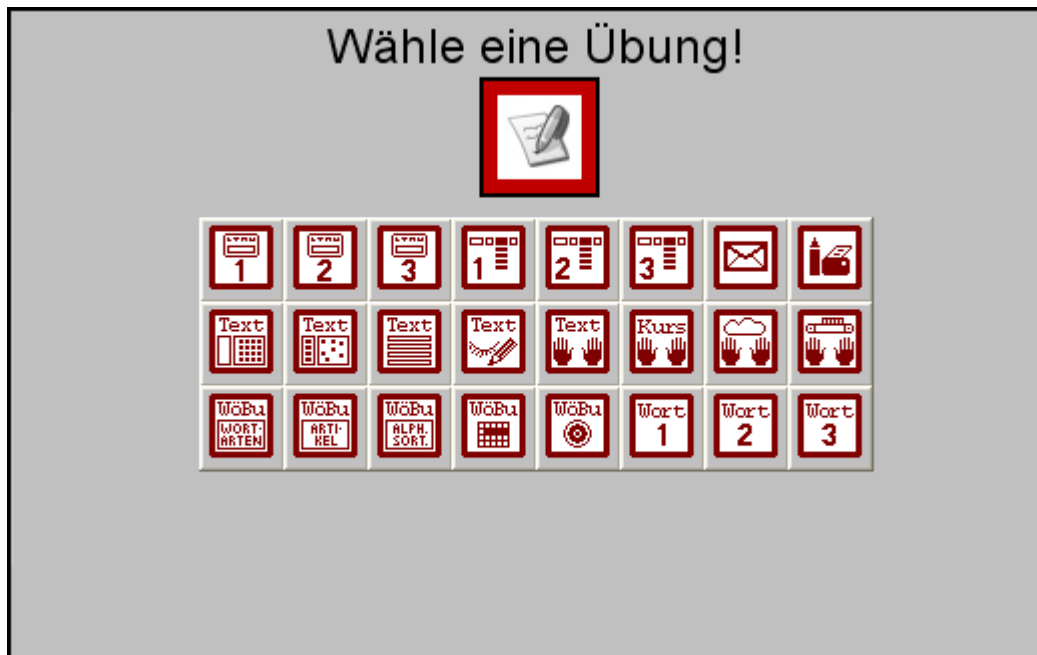 Wähle eine Übung!
1 2 3 1 2 3
Text Text Text Text Text Kurs
WöBu WöBu WöBu WöBu WöBu Wort Wort Wort
WORT- ARTI- ALPH. 1 2 3
ARTEN KEL SORT.